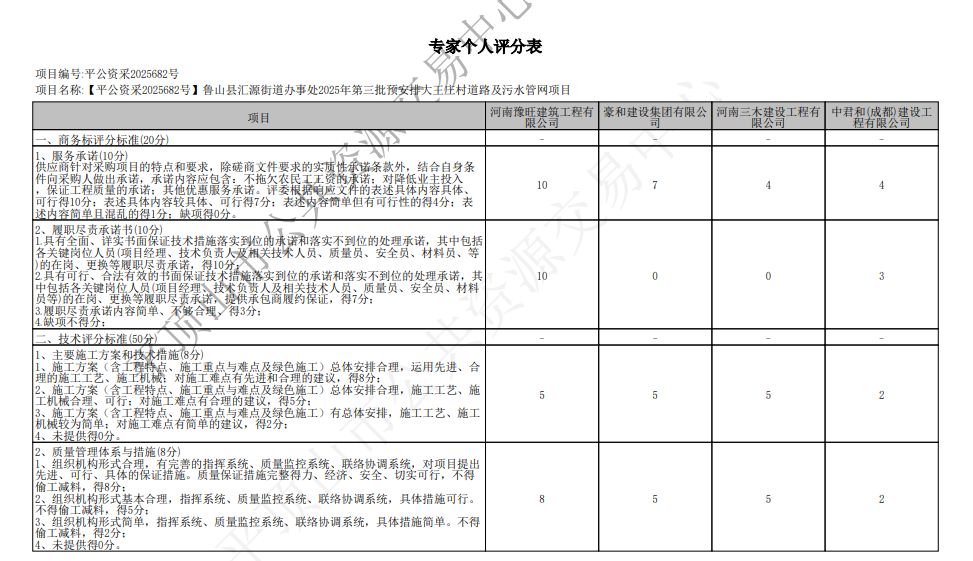 专家个人评分表
项目编号:平公资采2025682号
项目名称:【平公资采2025682号】鲁山县汇源街道办事处2025年第三批预安排大王庄村道路及污水管网项目
项目
河南豫旺建筑工程有
限公司
豪和建设集团有限公
司
河南三木建设工程有
限公司
中君和(成都)建设工
程有限公司
一、商务标评分标准(20分)
-
-
-
-
1、服务承诺(10分)
供应商针对采购项目的特点和要求，除磋商文件要求的实质性承诺条款外，结合自身条
件向采购人做出承诺，承诺内容应包含：不拖欠农民工工资的承诺；对降低业主投入
，保证工程质量的承诺；其他优惠服务承诺。评委根据响应文件的表述具体内容具体、
可行得10分；表述具体内容较具体、可行得7分；表述内容简单但有可行性的得4分；表
述内容简单且混乱的得1分；缺项得0分。
10
7
4
4
2、履职尽责承诺书(10分)
1.具有全面、详实书面保证技术措施落实到位的承诺和落实不到位的处理承诺，其中包括
各关键岗位人员(项目经理、技术负责人及相关技术人员、质量员、安全员、材料员、等
)的在岗、更换等履职尽责承诺，得10分；
2.具有可行、合法有效的书面保证技术措施落实到位的承诺和落实不到位的处理承诺，其
中包括各关键岗位人员(项目经理、技术负责人及相关技术人员、质量员、安全员、材料
员等)的在岗、更换等履职尽责承诺，提供承包商履约保证，得7分；
3.履职尽责承诺内容简单、不够合理、得3分；
4.缺项不得分；
10
0
0
3
二、技术评分标准(50分)
-
-
-
-
1、主要施工方案和技术措施(8分)
1、施工方案（含工程特点、施工重点与难点及绿色施工）总体安排合理，运用先进、合
理的施工工艺、施工机械；对施工难点有先进和合理的建议，得8分；
2、施工方案（含工程特点、施工重点与难点及绿色施工）总体安排合理，施工工艺、施
工机械合理、可行；对施工难点有合理的建议，得5分；
3、施工方案（含工程特点、施工重点与难点及绿色施工）有总体安排，施工工艺、施工
机械较为简单；对施工难点有简单的建议，得2分；
4、未提供得0分。
5
5
5
2
2、质量管理体系与措施(8分)
1、组织机构形式合理，有完善的指挥系统、质量监控系统、联络协调系统，对项目提出
先进、可行、具体的保证措施。质量保证措施完整得力、经济、安全、切实可行，不得
偷工减料，得8分；
2、组织机构形式基本合理，指挥系统、质量监控系统、联络协调系统，具体措施可行。
不得偷工减料，得5分；
3、组织机构形式简单，指挥系统、质量监控系统、联络协调系统，具体措施简单。不得
偷工减料，得2分；
4、未提供得0分。
8
5
5
2
平顶山市公共资源交易中心
平顶山市公共资源交易中心